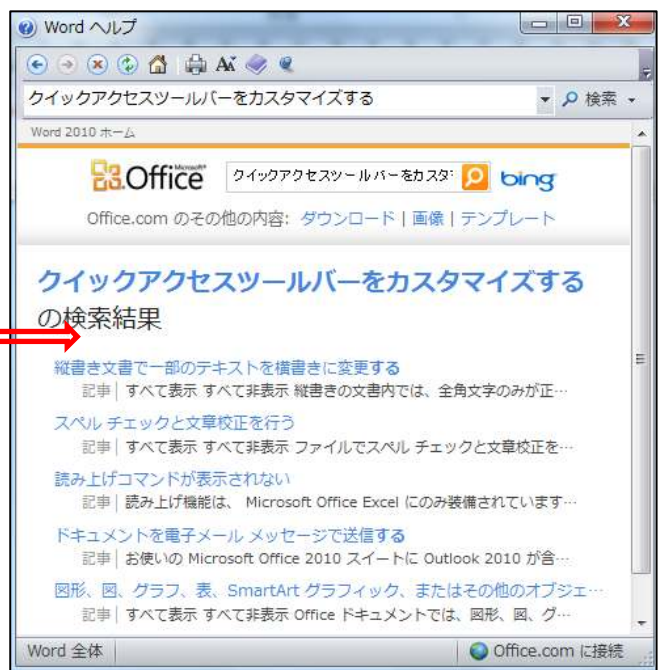 Word ヘルプ
クイックアクセスツールバーをカスタマイズする
検索
Word 2010 ホーム
Microsoft
Office
クイックアクセスツールバーをカスタ
bing
Office.com のその他の内容: ダウンロード | 画像 | テンプレート
クイックアクセスツールバーをカスタマイズする
の検索結果
縦書き文書で一部のテキストを横書きに変更する
記事 | すべて表示 すべて非表示 縦書きの文書内では、全角文字のみが正…
スペル チェックと文章校正を行う
記事 | すべて表示 すべて非表示 ファイルでスペル チェックと文章校正を…
読み上げコマンドが表示されない
記事 | 読み上げ機能は、 Microsoft Office Excel にのみ装備されています…
ドキュメントを電子メール メッセージで送信する
記事 | お使いの Microsoft Office 2010 スイートに Outlook 2010 が含…
図形、図、グラフ、表、SmartArt グラフィック、またはその他のオブジェ…
記事 | すべて表示 すべて非表示 Office ドキュメントでは、図形、図、グ…
Word 全体
Office.com に接続